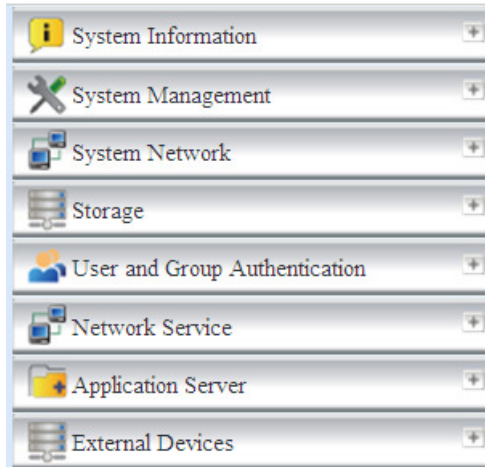 System Information
System Management
System Network
Storage
User and Group Authentication
Network Service
Application Server
External Devices